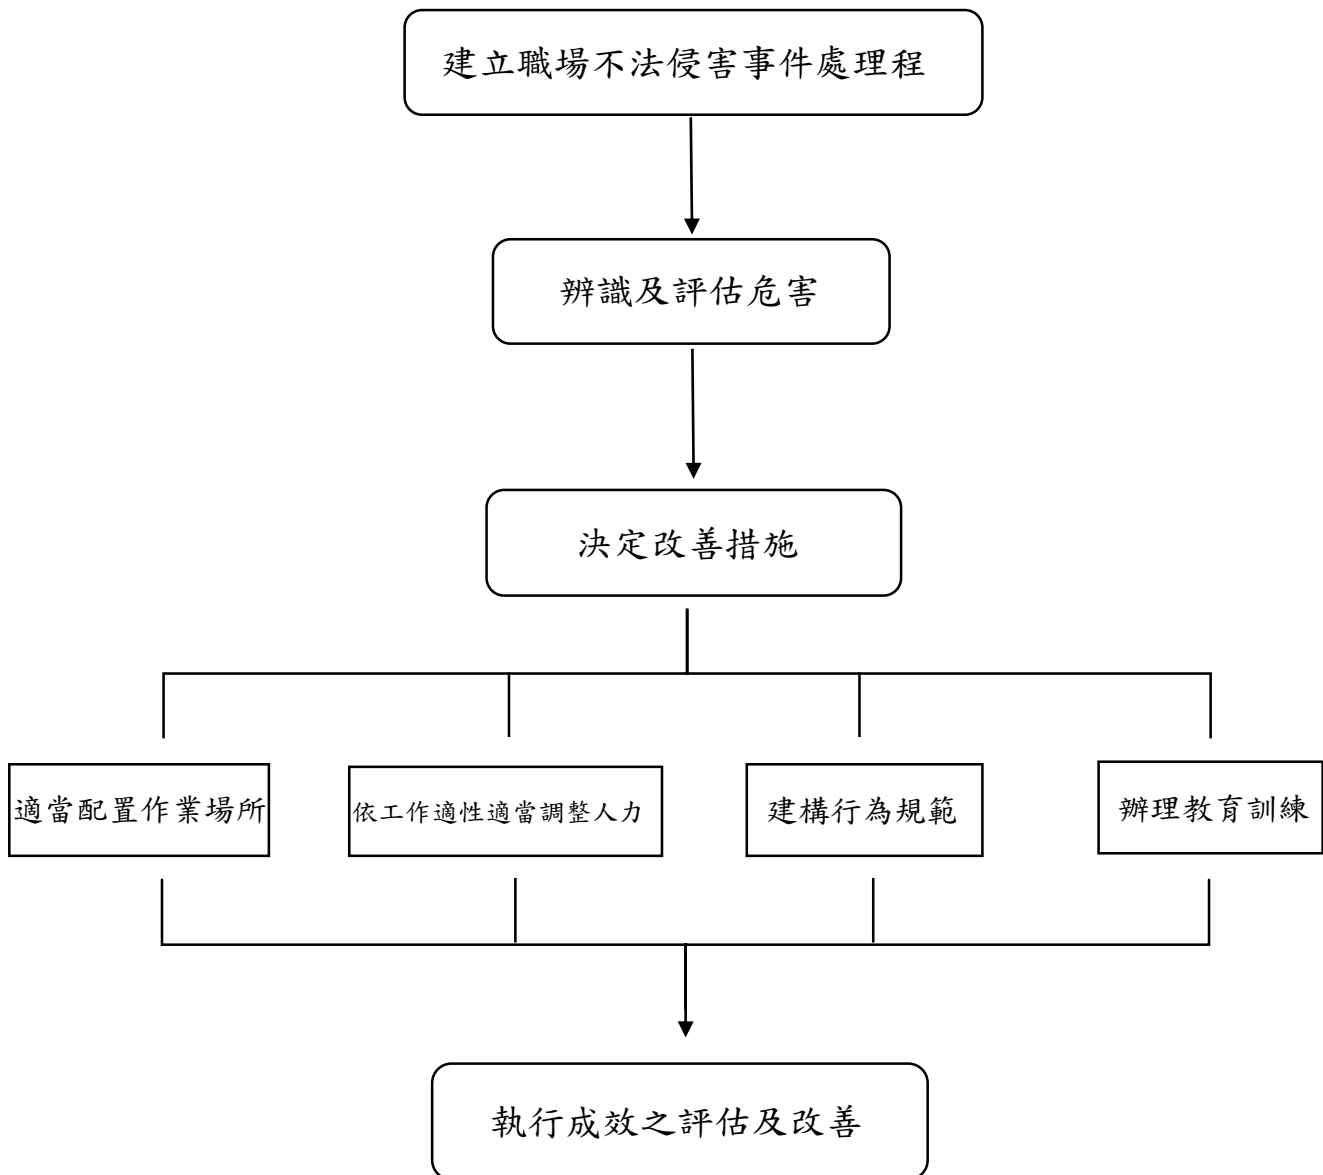 建立職場不法侵害事件處理程
辨識及評估危害
決定改善措施
適當配置作業場所
依工作適性適當調整人力
建構行為規範
辦理教育訓練
執行成效之評估及改善